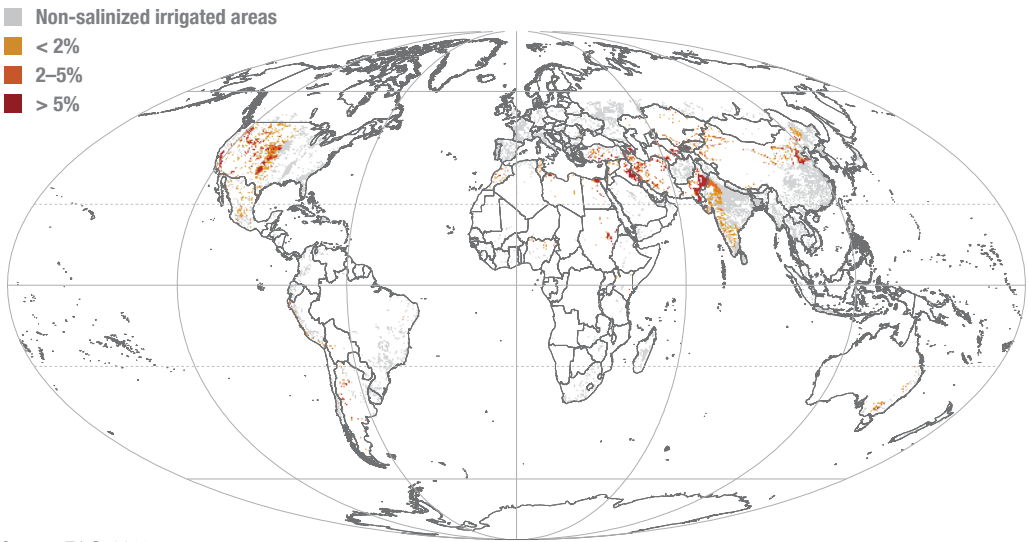 Non-salinized irrigated areas
< 2%
2–5%
> 5%